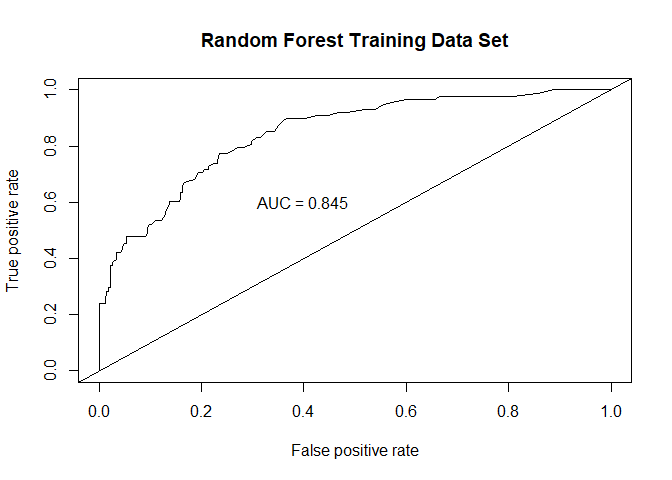 Random Forest Training Data Set
True positive rate
1.0
0.8
0.6
0.4
0.2
0.0
AUC = 0.845
0.0 0.2 0.4 0.6 0.8 1.0
False positive rate